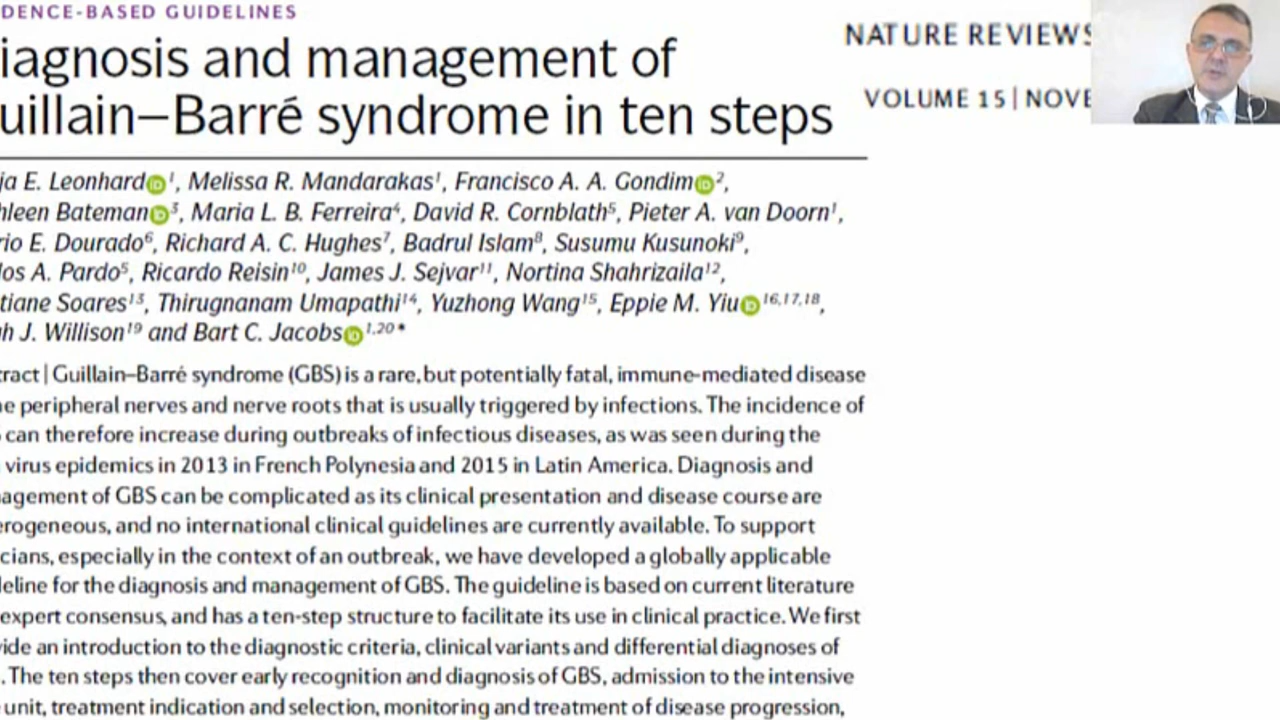 DENCE-BASED GUIDELINES
iagnosis and management of
uillain–Barré syndrome in ten steps
NATURE REVIEWS
VOLUME 15 | NOVE
ja E. Leonhard iD 1, Melissa R. Mandarakas1, Francisco A. A. Gondim iD 2,
hleen Bateman iD 3, Maria L. B. Ferreira4, David R. Cornblath5, Pieter A. van Doorn1,
rio E. Dourado6, Richard A. C. Hughes7, Badrul Islam8, Susumu Kusunoki9,
los A. Pardo5, Ricardo Reisin10, James J. Sejvar11, Nortina Shahrizaila12,
tiane Soares13, Thirugnanam Umapathi14, Yuzhong Wang15, Eppie M. Yiu iD 16,17,18,
h J. Willison19 and Bart C. Jacobs iD 1,20*
ract | Guillain–Barré syndrome (GBS) is a rare, but potentially fatal, immune-mediated disease
e peripheral nerves and nerve roots that is usually triggered by infections. The incidence of
can therefore increase during outbreaks of infectious diseases, as was seen during the
virus epidemics in 2013 in French Polynesia and 2015 in Latin America. Diagnosis and
agement of GBS can be complicated as its clinical presentation and disease course are
erogeneous, and no international clinical guidelines are currently available. To support
cians, especially in the context of an outbreak, we have developed a globally applicable
leline for the diagnosis and management of GBS. The guideline is based on current literature
expert consensus, and has a ten-step structure to facilitate its use in clinical practice. We first
ide an introduction to the diagnostic criteria, clinical variants and differential diagnoses of
. The ten steps then cover early recognition and diagnosis of GBS, admission to the intensive
unit, treatment indication and selection, monitoring and treatment of disease progression,